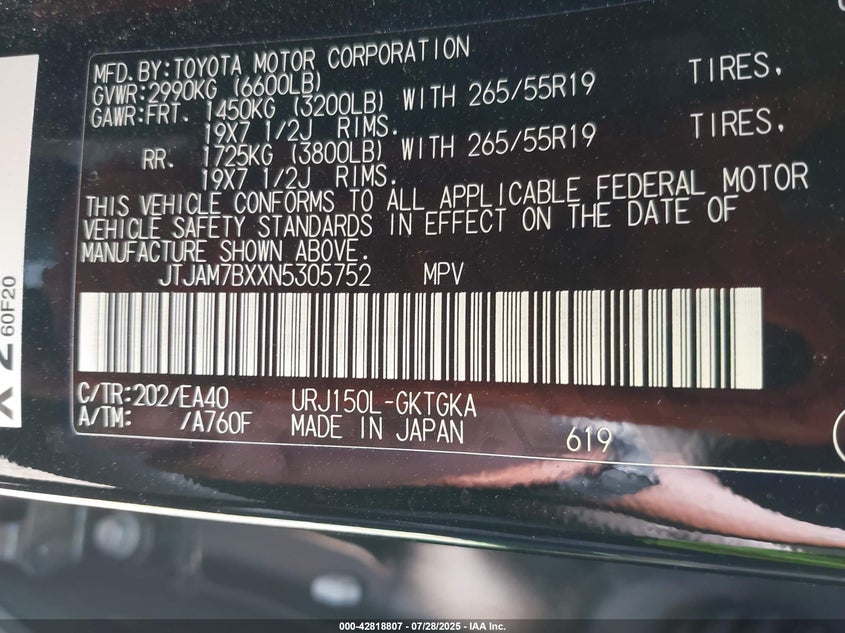 MFD.BY:TOYOTA MOTOR CORPORATION
GVWR:2990KG (6600LB)
GAWR:FRT. 1450KG (3200LB) WITH 265/55R19 TIRES,
19X7 1/2J RIMS.
RR. 1725KG (3800LB) WITH 265/55R19 TIRES,
19X7 1/2J RIMS.
THIS VEHICLE CONFORMS TO ALL APPLICABLE FEDERAL MOTOR
VEHICLE SAFETY STANDARDS IN EFFECT ON THE DATE OF
MANUFACTURE SHOWN ABOVE.
JTJAM7BXXN5305752 MPV
C/TR:202/EA40 URJ150L-GKTGKA
A/TM: /A760F MADE IN JAPAN 619
60F20
000-42818807 - 07/28/2025 - IAA Inc.